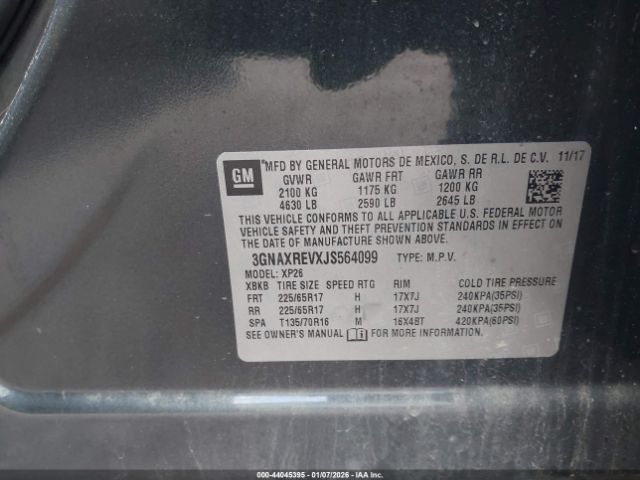 GM
MFD BY GENERAL MOTORS DE MEXICO, S. DE R.L. DE C.V. 11/17
GVWR GAWR FRT GAWR RR
2100 KG 1175 KG 1200 KG
4630 LB 2590 LB 2645 LB
THIS VEHICLE CONFORMS TO ALL APPLICABLE U.S. FEDERAL MOTOR
VEHICLE SAFETY AND THEFT PREVENTION STANDARDS IN EFFECT
ON THE DATE OF MANUFACTURE SHOWN ABOVE.
3GNAXREVXJS564099 TYPE: M.P.V.
MODEL: XP26
XBKB TIRE SIZE SPEED RTG RIM COLD TIRE PRESSURE
FRT 225/65R17 H 17X7J 240KPA(35PSI)
RR 225/65R17 H 17X7J 240KPA(35PSI)
SPA T135/70R16 M 16X4BT 420KPA(60PSI)
SEE OWNER'S MANUAL FOR MORE INFORMATION.
000-44045395 - 01/07/2026 - IAAI.COM